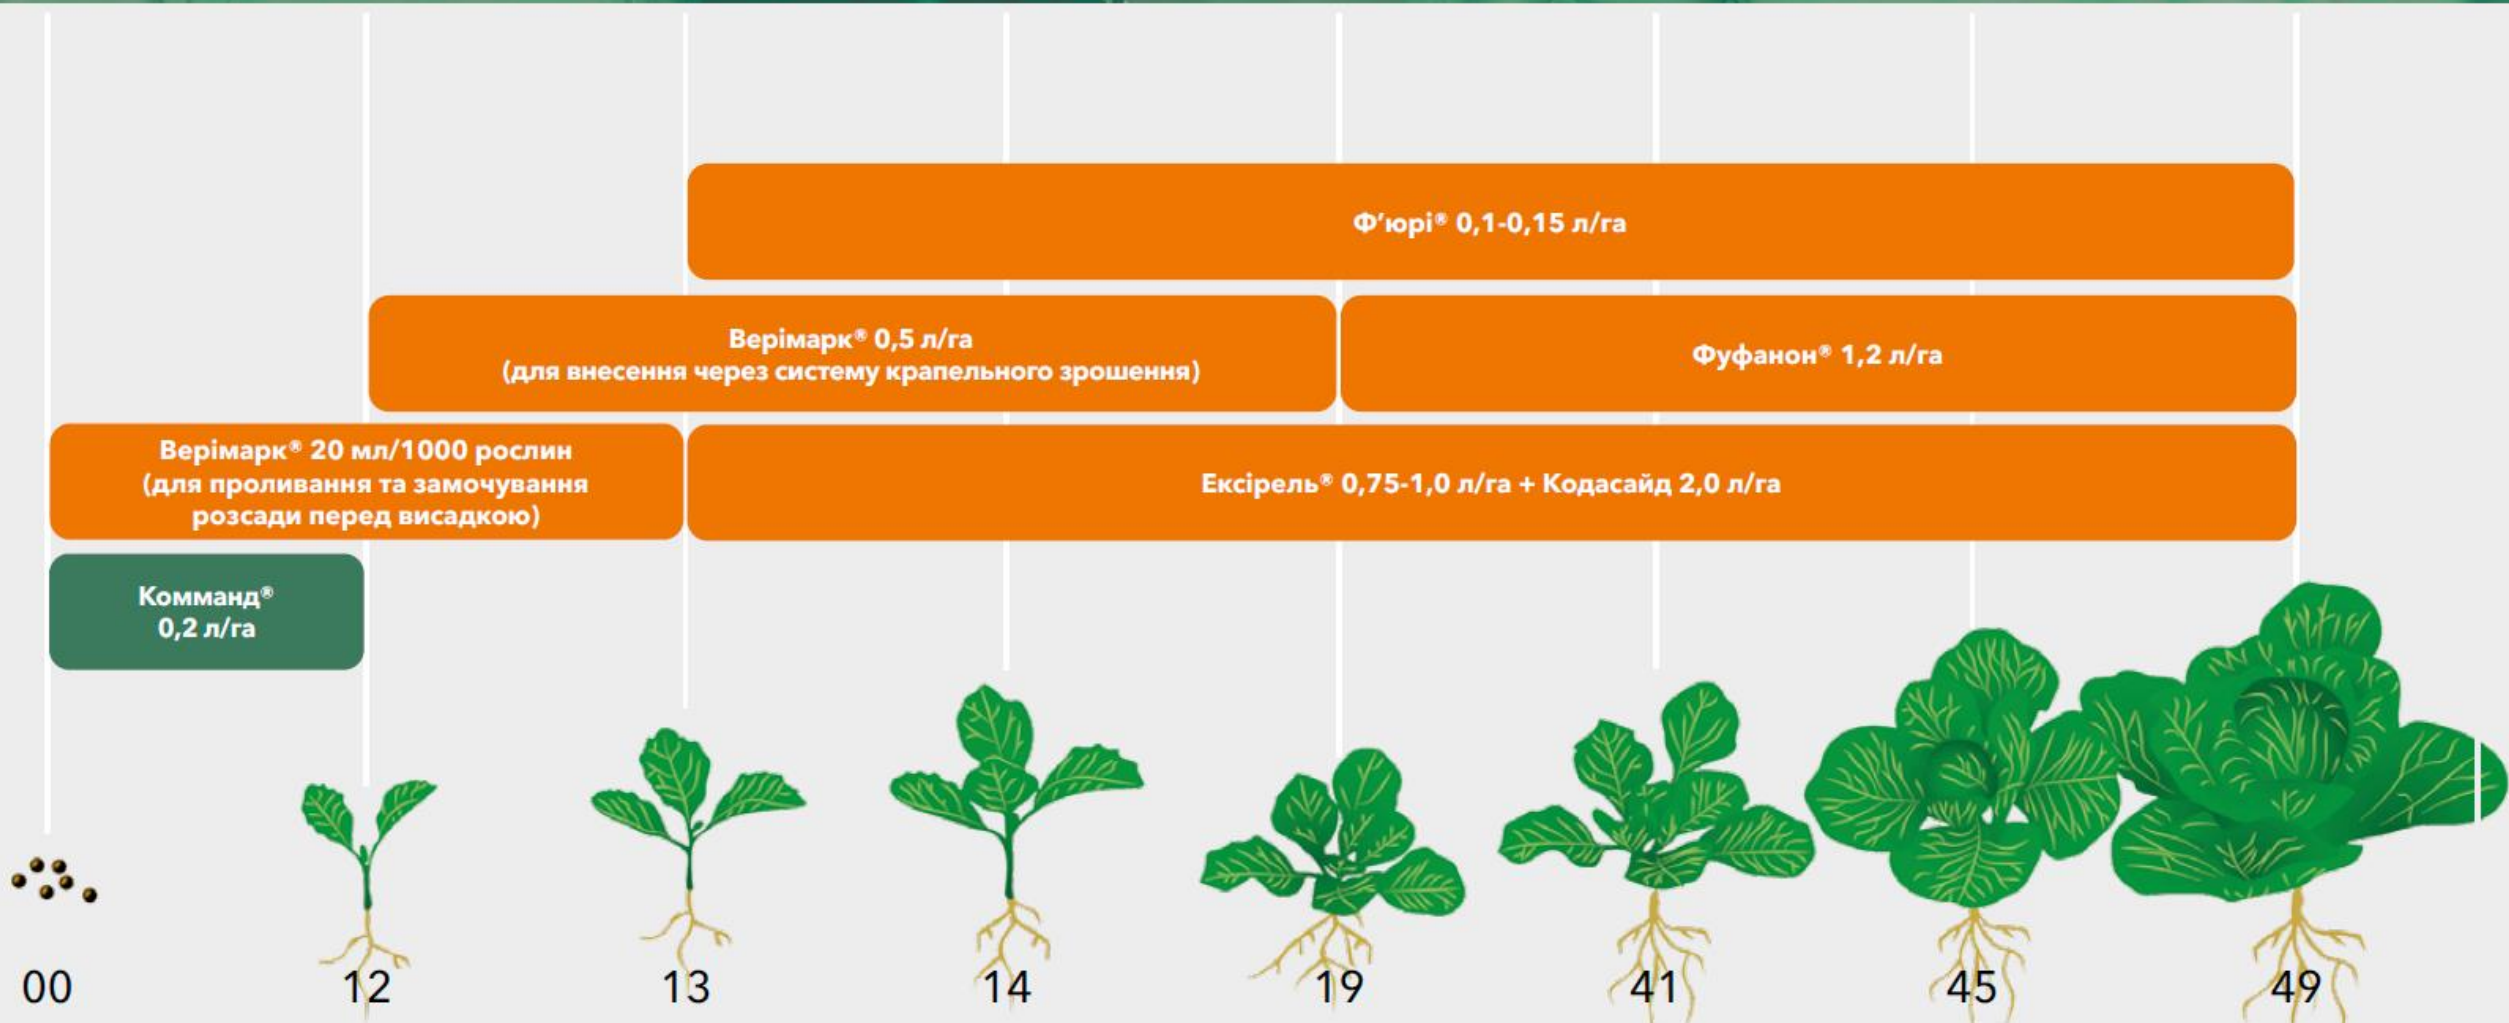 Ф’юрі® 0,1-0,15 л/га
Верімарк® 0,5 л/га
(для внесення через систему крапельного зрошення)
Фуфанон® 1,2 л/га
Верімарк® 20 мл/1000 рослин
(для проливання та замочування
розсади перед висадкою)
Ексірель® 0,75-1,0 л/га + Кодасайд 2,0 л/га
Комманд®
0,2 л/га
00 12 13 14 19 41 45 49